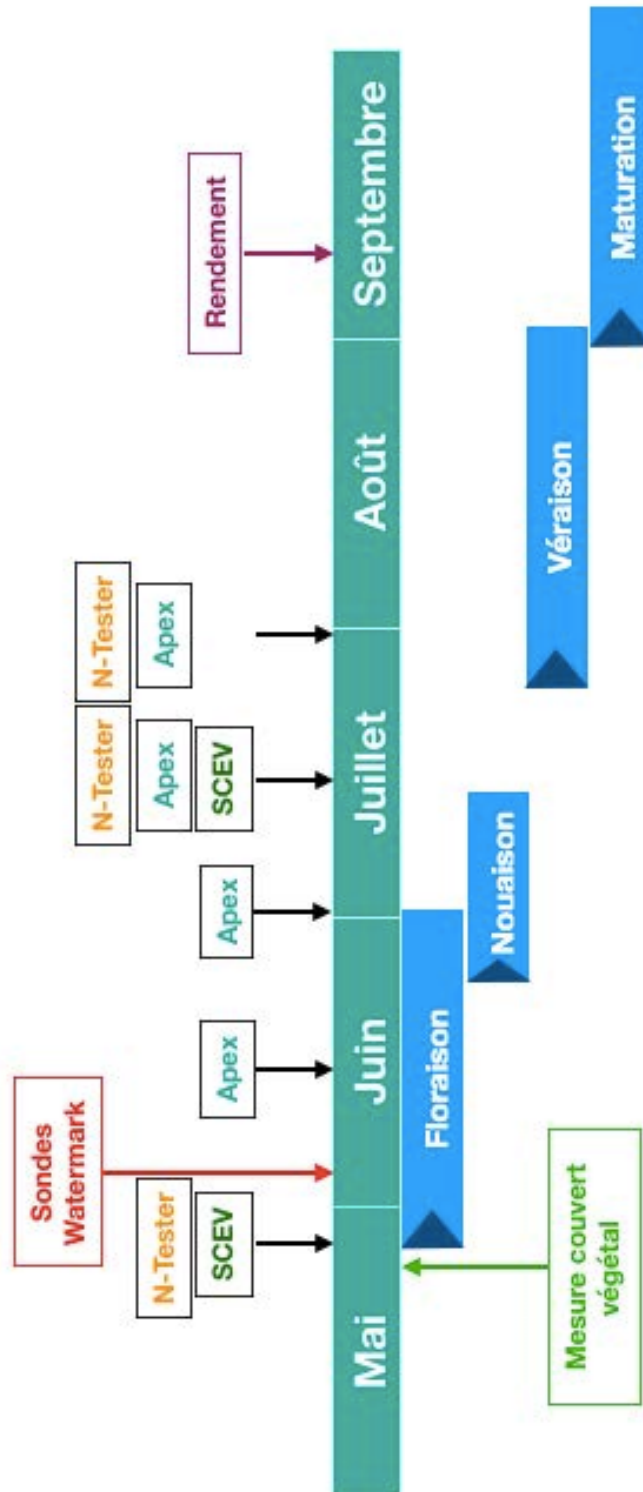 Sondes
Watermark
N-Tester
SCEV
Apex
Apex
N-Tester
Apex
SCEV
N-Tester
Apex
Rendement
Mai
Juin
Juillet
Août
Septembre
Floraison
Nouaison
Véraison
Maturation
Mesure couvert
végétal